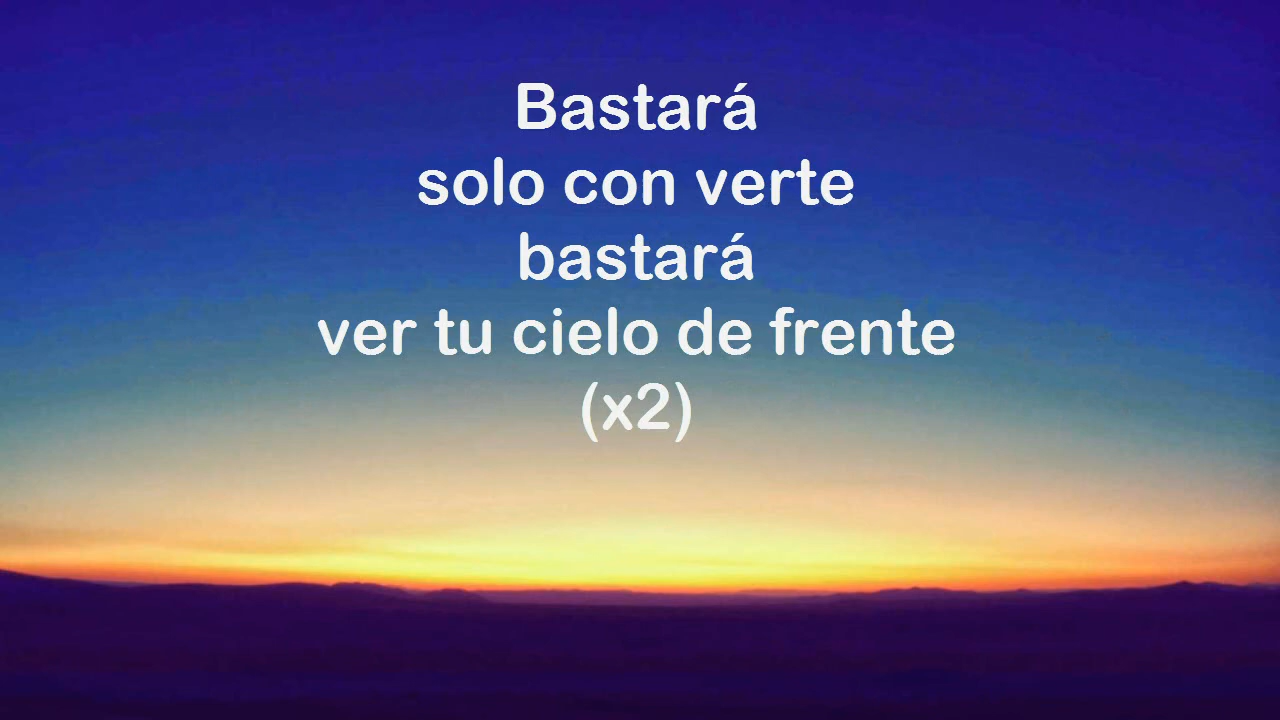 Bastará
solo con verte
bastará
ver tu cielo de frente
(x2)